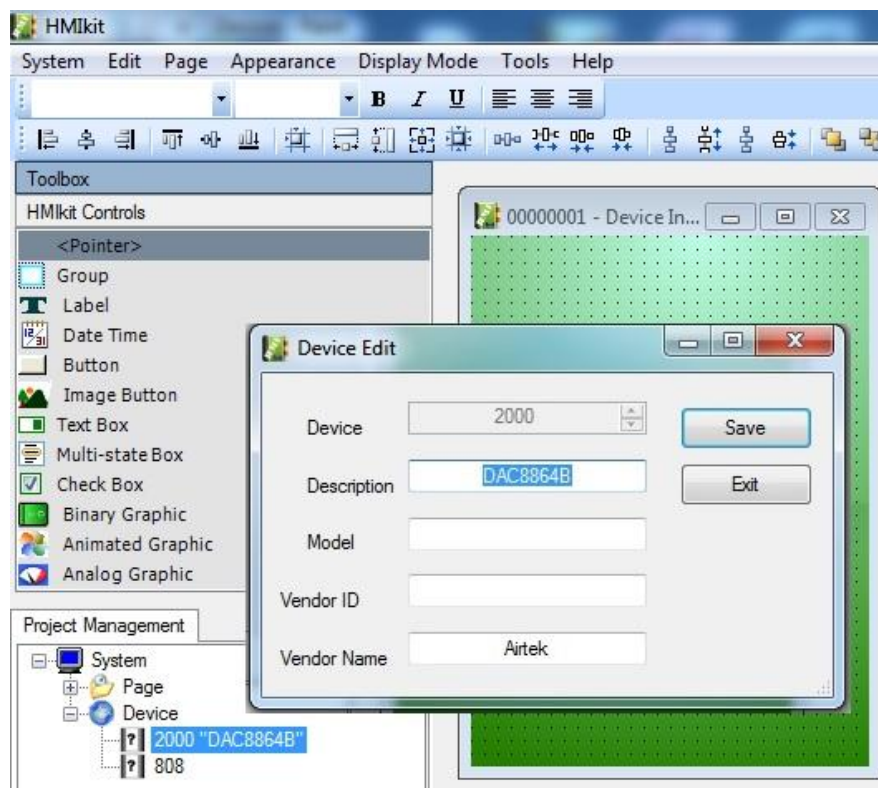 HMIkit
System Edit Page Appearance Display Mode Tools Help
B I U
Toolbox
HMIkit Controls
<Pointer>
Group
Label
Date Time
Button
Image Button
Text Box
Multi-state Box
Check Box
Binary Graphic
Animated Graphic
Analog Graphic
Project Management
System
Page
Device
2000 "DAC8864B"
808
00000001 - Device In...
Device Edit
Device 2000
Save
Description DAC8864B
Exit
Model
Vendor ID
Vendor Name Airtek